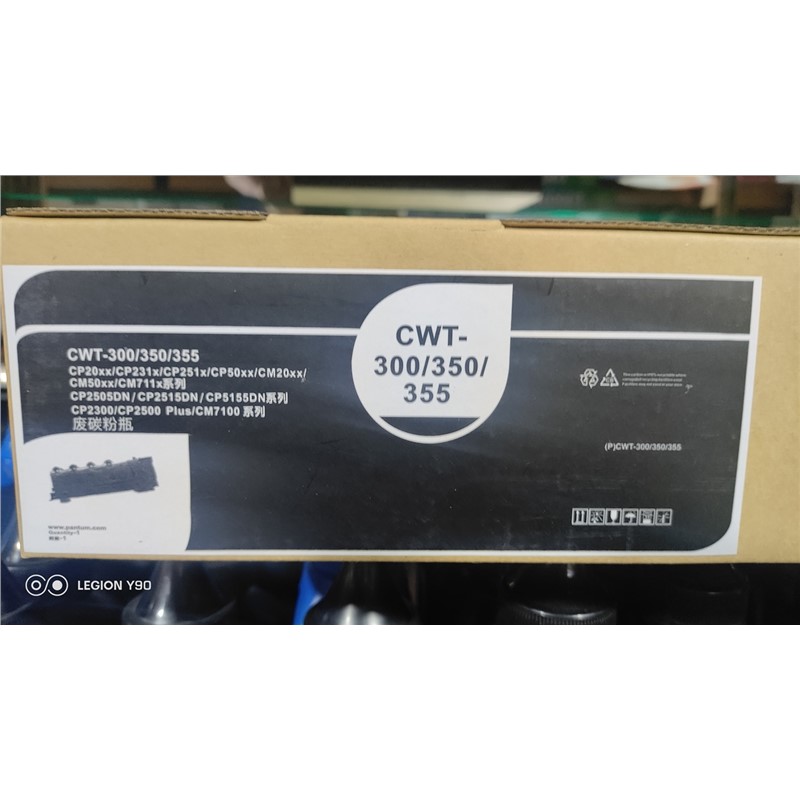 CWT-300/350/355
CP20xx/CP231x/CP251x/CP50xx/CM20xx/
CM50xx/CM711x系列
CP2505DN / CP2515DN / CP5155DN系列
CP2300/CP2500 Plus/CM7100 系列
废碳粉瓶
www.pantum.com
Quantity-1
CWT-
300/350/
355
(P)CWT-300/350/355
LEGION Y90